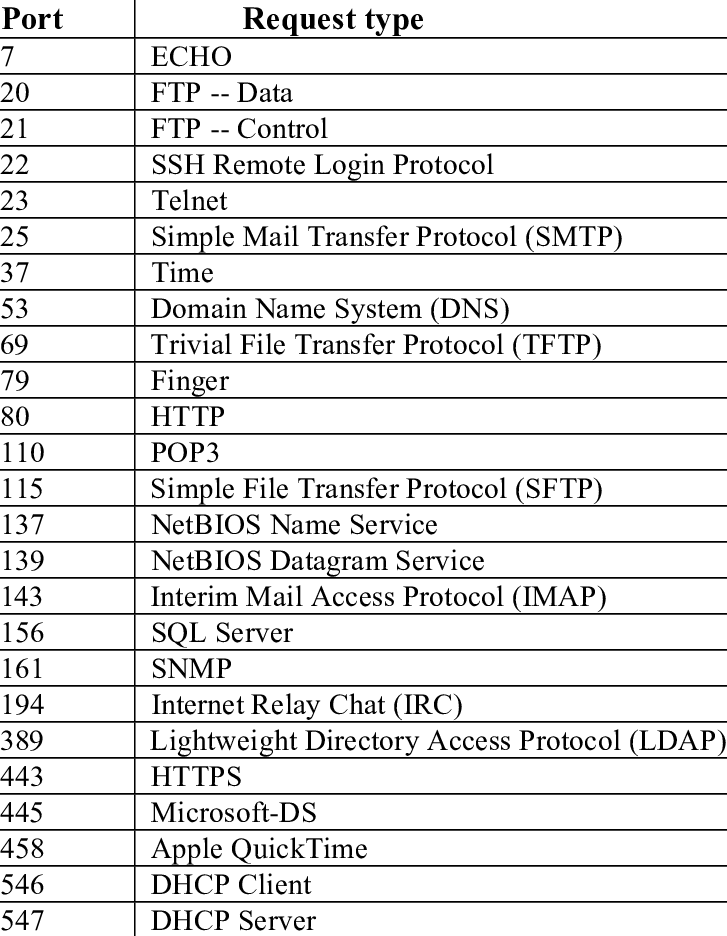 Port Request type
7 ECHO
20 FTP -- Data
21 FTP -- Control
22 SSH Remote Login Protocol
23 Telnet
25 Simple Mail Transfer Protocol (SMTP)
37 Time
53 Domain Name System (DNS)
69 Trivial File Transfer Protocol (TFTP)
79 Finger
80 HTTP
110 POP3
115 Simple File Transfer Protocol (SFTP)
137 NetBIOS Name Service
139 NetBIOS Datagram Service
143 Interim Mail Access Protocol (IMAP)
156 SQL Server
161 SNMP
194 Internet Relay Chat (IRC)
389 Lightweight Directory Access Protocol (LDAP)
443 HTTPS
445 Microsoft-DS
458 Apple QuickTime
546 DHCP Client
547 DHCP Server